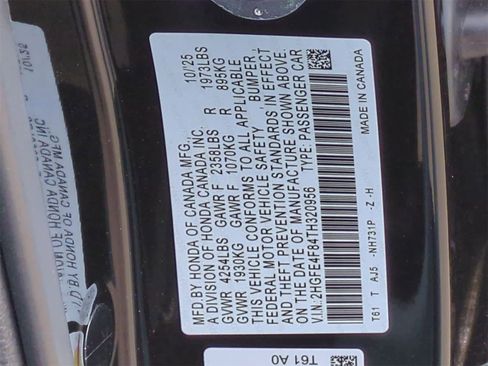 MFD BY HONDA OF CANADA MFG. 10/25
A DIVISION OF HONDA CANADA INC.
GVWR 4254LBS GAWR F 2358LBS R 1973LBS
GVWR 1930KG GAWR F 1070KG R 895KG
THIS VEHICLE CONFORMS TO ALL APPLICABLE
FEDERAL MOTOR VEHICLE SAFETY, BUMPER,
AND THEFT PREVENTION STANDARDS IN EFFECT
ON THE DATE OF MANUFACTURE SHOWN ABOVE.
V.I.N.: 2HGFE4F84TH320956 TYPE: PASSENGER CAR
T61 T AJ5 -NH731P -Z -H MADE IN CANADA
T61 A0